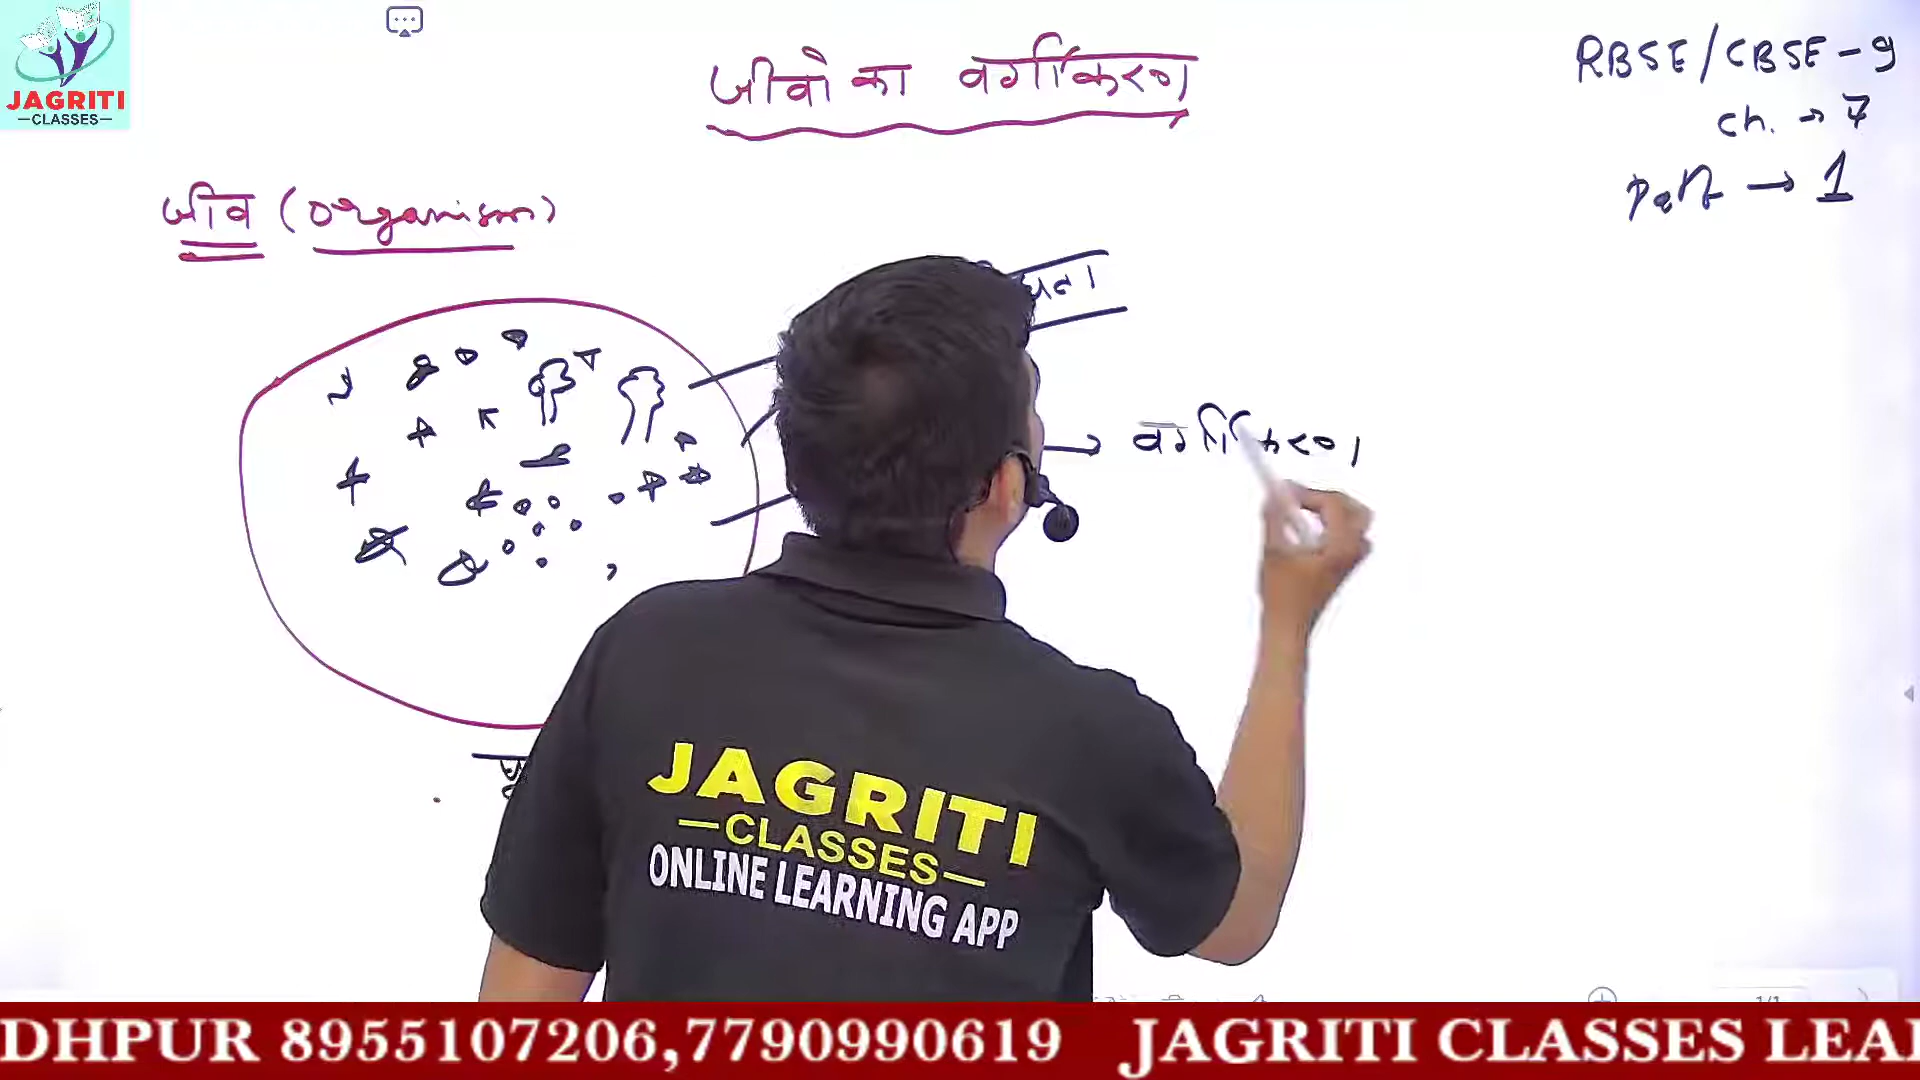 JAGRITI
—CLASSES—
जीवो का वर्गीकरण
RBSE/CBSE-9
ch. → 7
Part → 1
जीव (organism)
→ वर्गीकरण
JAGRITI
—CLASSES—
ONLINE LEARNING APP
DHPUR 8955107206,7790990619 JAGRITI CLASSES LEA